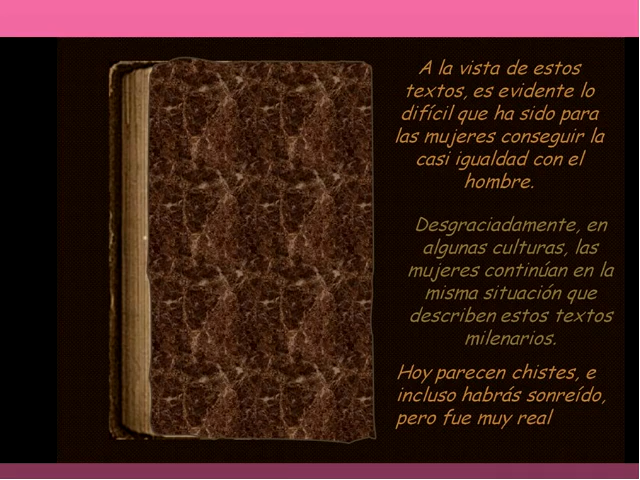 A la vista de estos
textos, es evidente lo
difícil que ha sido para
las mujeres conseguir la
casi igualdad con el
hombre.
Desgraciadamente, en
algunas culturas, las
mujeres continúan en la
misma situación que
describen estos textos
milenarios.
Hoy parecen chistes, e
incluso habrás sonreído,
pero fue muy real